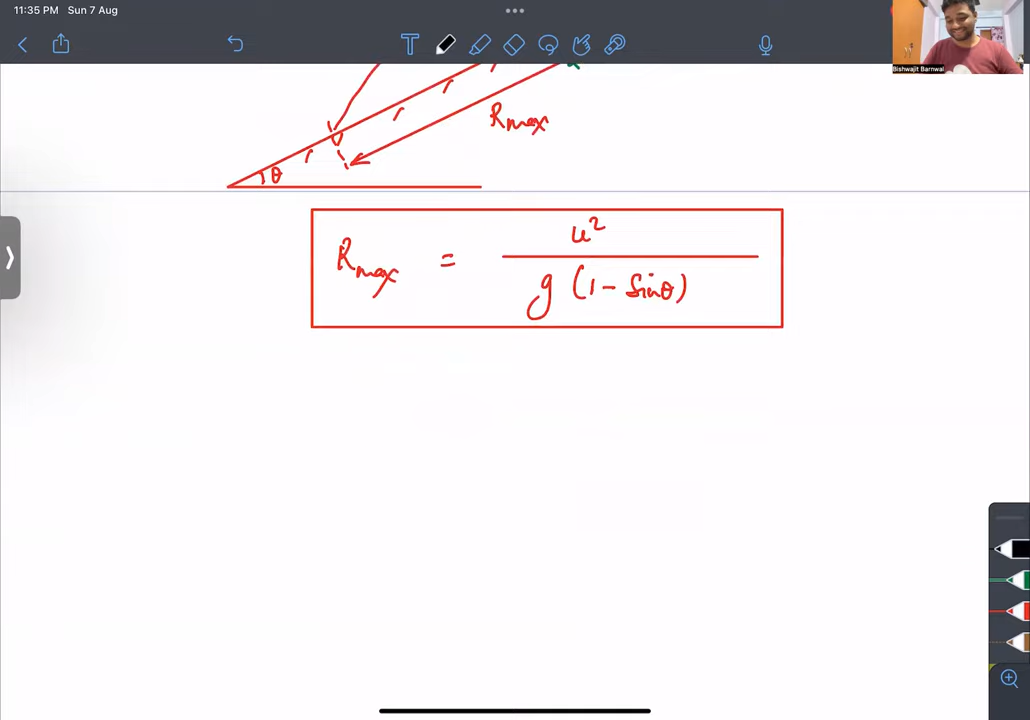 11:35 PM Sun 7 Aug
T
Bishwajit Barnwal
Rmax
θ
Rmax = u² / g (1 - sinθ)